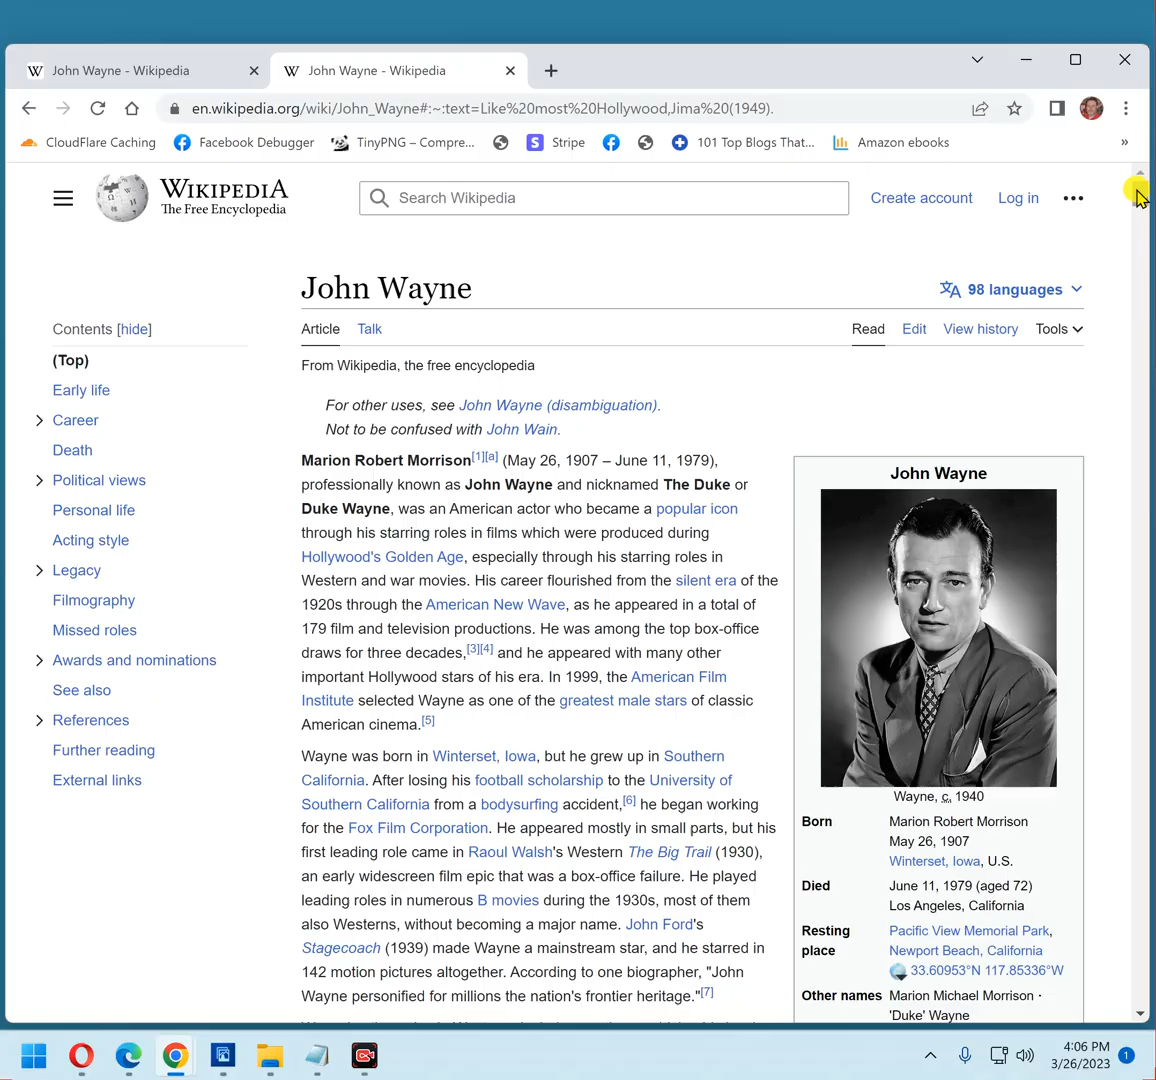 John Wayne - Wikipedia
John Wayne - Wikipedia
en.wikipedia.org/wiki/John_Wayne#:~:text=Like%20most%20Hollywood,Jima%20(1949).
CloudFlare Caching
Facebook Debugger
TinyPNG – Compre...
Stripe
101 Top Blogs That...
Amazon ebooks
»
WIKIPEDIA
The Free Encyclopedia
Search Wikipedia
Create account
Log in
John Wayne
98 languages
Contents [hide]
(Top)
Early life
Career
Death
Political views
Personal life
Acting style
Legacy
Filmography
Missed roles
Awards and nominations
See also
References
Further reading
External links
Article Talk
Read Edit View history Tools
From Wikipedia, the free encyclopedia
For other uses, see John Wayne (disambiguation).
Not to be confused with John Wain.
Marion Robert Morrison[1][a] (May 26, 1907 – June 11, 1979),
professionally known as John Wayne and nicknamed The Duke or
Duke Wayne, was an American actor who became a popular icon
through his starring roles in films which were produced during
Hollywood's Golden Age, especially through his starring roles in
Western and war movies. His career flourished from the silent era of the
1920s through the American New Wave, as he appeared in a total of
179 film and television productions. He was among the top box-office
draws for three decades,[3][4] and he appeared with many other
important Hollywood stars of his era. In 1999, the American Film
Institute selected Wayne as one of the greatest male stars of classic
American cinema.[5]
Wayne was born in Winterset, Iowa, but he grew up in Southern
California. After losing his football scholarship to the University of
Southern California from a bodysurfing accident,[6] he began working
for the Fox Film Corporation. He appeared mostly in small parts, but his
first leading role came in Raoul Walsh's Western The Big Trail (1930),
an early widescreen film epic that was a box-office failure. He played
leading roles in numerous B movies during the 1930s, most of them
also Westerns, without becoming a major name. John Ford's
Stagecoach (1939) made Wayne a mainstream star, and he starred in
142 motion pictures altogether. According to one biographer, "John
Wayne personified for millions the nation's frontier heritage."[7]
John Wayne
Wayne, c. 1940
Born Marion Robert Morrison
May 26, 1907
Winterset, Iowa, U.S.
Died June 11, 1979 (aged 72)
Los Angeles, California
Resting place Pacific View Memorial Park,
Newport Beach, California
33.60953°N 117.85336°W
Other names Marion Michael Morrison ·
'Duke' Wayne
4:06 PM
3/26/2023
1